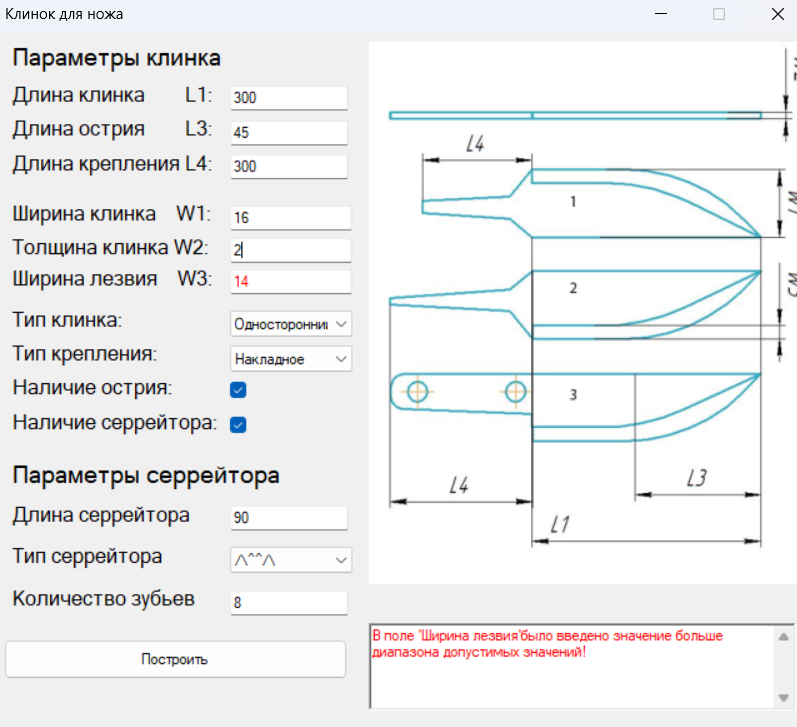 Клинок для ножа
Параметры клинка
Длина клинка L1: 300
Длина острия L3: 45
Длина крепления L4: 300
Ширина клинка W1: 16
Толщина клинка W2: 2
Ширина лезвия W3: 14
Тип клинка: Односторонни
Тип крепления: Накладное
Наличие острия:
Наличие серрейтора:
Параметры серрейтора
Длина серрейтора 90
Тип серрейтора /\^^/\
Количество зубьев 8
Построить
L4
1
2
3
L4
L3
L1
В поле 'Ширина лезвия'было введено значение больше
диапазона допустимых значений!